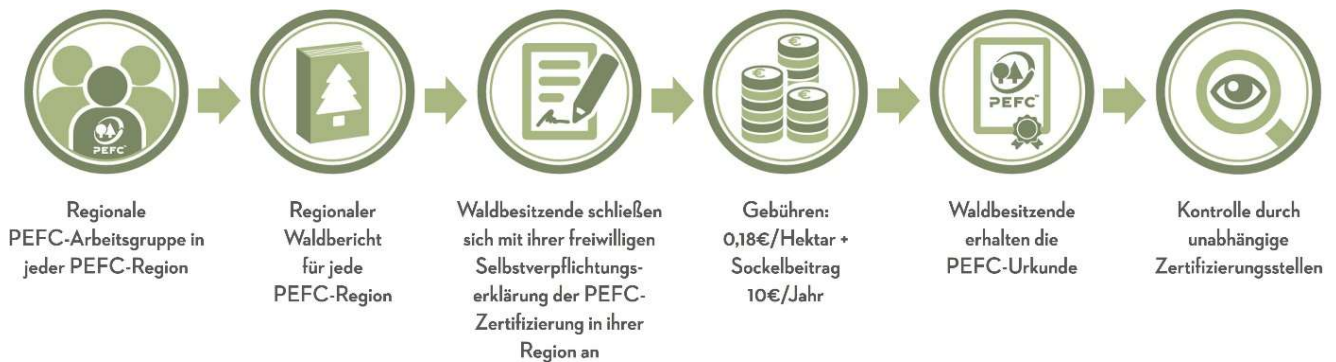 PEFC™
PEFC™
Regionale
PEFC-Arbeitsgruppe in
jeder PEFC-Region
Regionaler
Waldbericht
für jede
PEFC-Region
Waldbesitzende schließen
sich mit ihrer freiwilligen
Selbstverpflichtungs-
erklärung der PEFC-
Zertifizierung in ihrer
Region an
Gebühren:
0,18€/Hektar +
Sockelbeitrag
10€/Jahr
Waldbesitzende
erhalten die
PEFC-Urkunde
Kontrolle durch
unabhängige
Zertifizierungsstellen